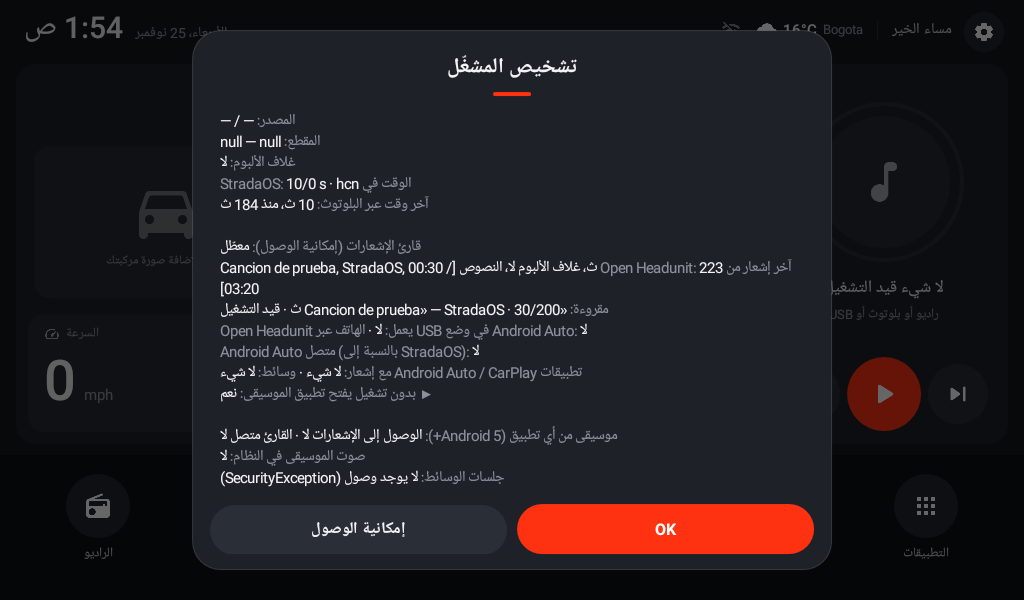 1:54 ص
16°C Bogota
مساء الخير
تشخيص المشغّل
المصدر: — / —
المقطع: null — null
غلاف الألبوم: لا
الوقت في StradaOS: 10/0 s · hcn
آخر وقت عبر البلوتوث: 10 ث، منذ 184 ث
قارئ الإشعارات (إمكانية الوصول): معطّل
آخر إشعار من Open Headunit: 223 ث، غلاف الألبوم لا، النصوص [Cancion de prueba, StradaOS, 00:30 /
03:20]
مقروءة: «Cancion de prueba» — StradaOS · 30/200 ث · قيد التشغيل
Android Auto في وضع USB يعمل: لا · الهاتف عبر Open Headunit: لا
Android Auto متصل (بالنسبة إلى StradaOS): لا
تطبيقات Android Auto / CarPlay مع إشعار: لا شيء · وسائط: لا شيء
▶ بدون تشغيل يفتح تطبيق الموسيقى: نعم
موسيقى من أي تطبيق (Android 5+): الوصول إلى الإشعارات لا · القارئ متصل لا
صوت الموسيقى في النظام: لا
جلسات الوسائط: لا يوجد وصول (SecurityException)
إمكانية الوصول
OK
السرعة
0 mph
لا شيء قيد التشغيل
راديو أو بلوتوث أو USB
الراديو
التطبيقات